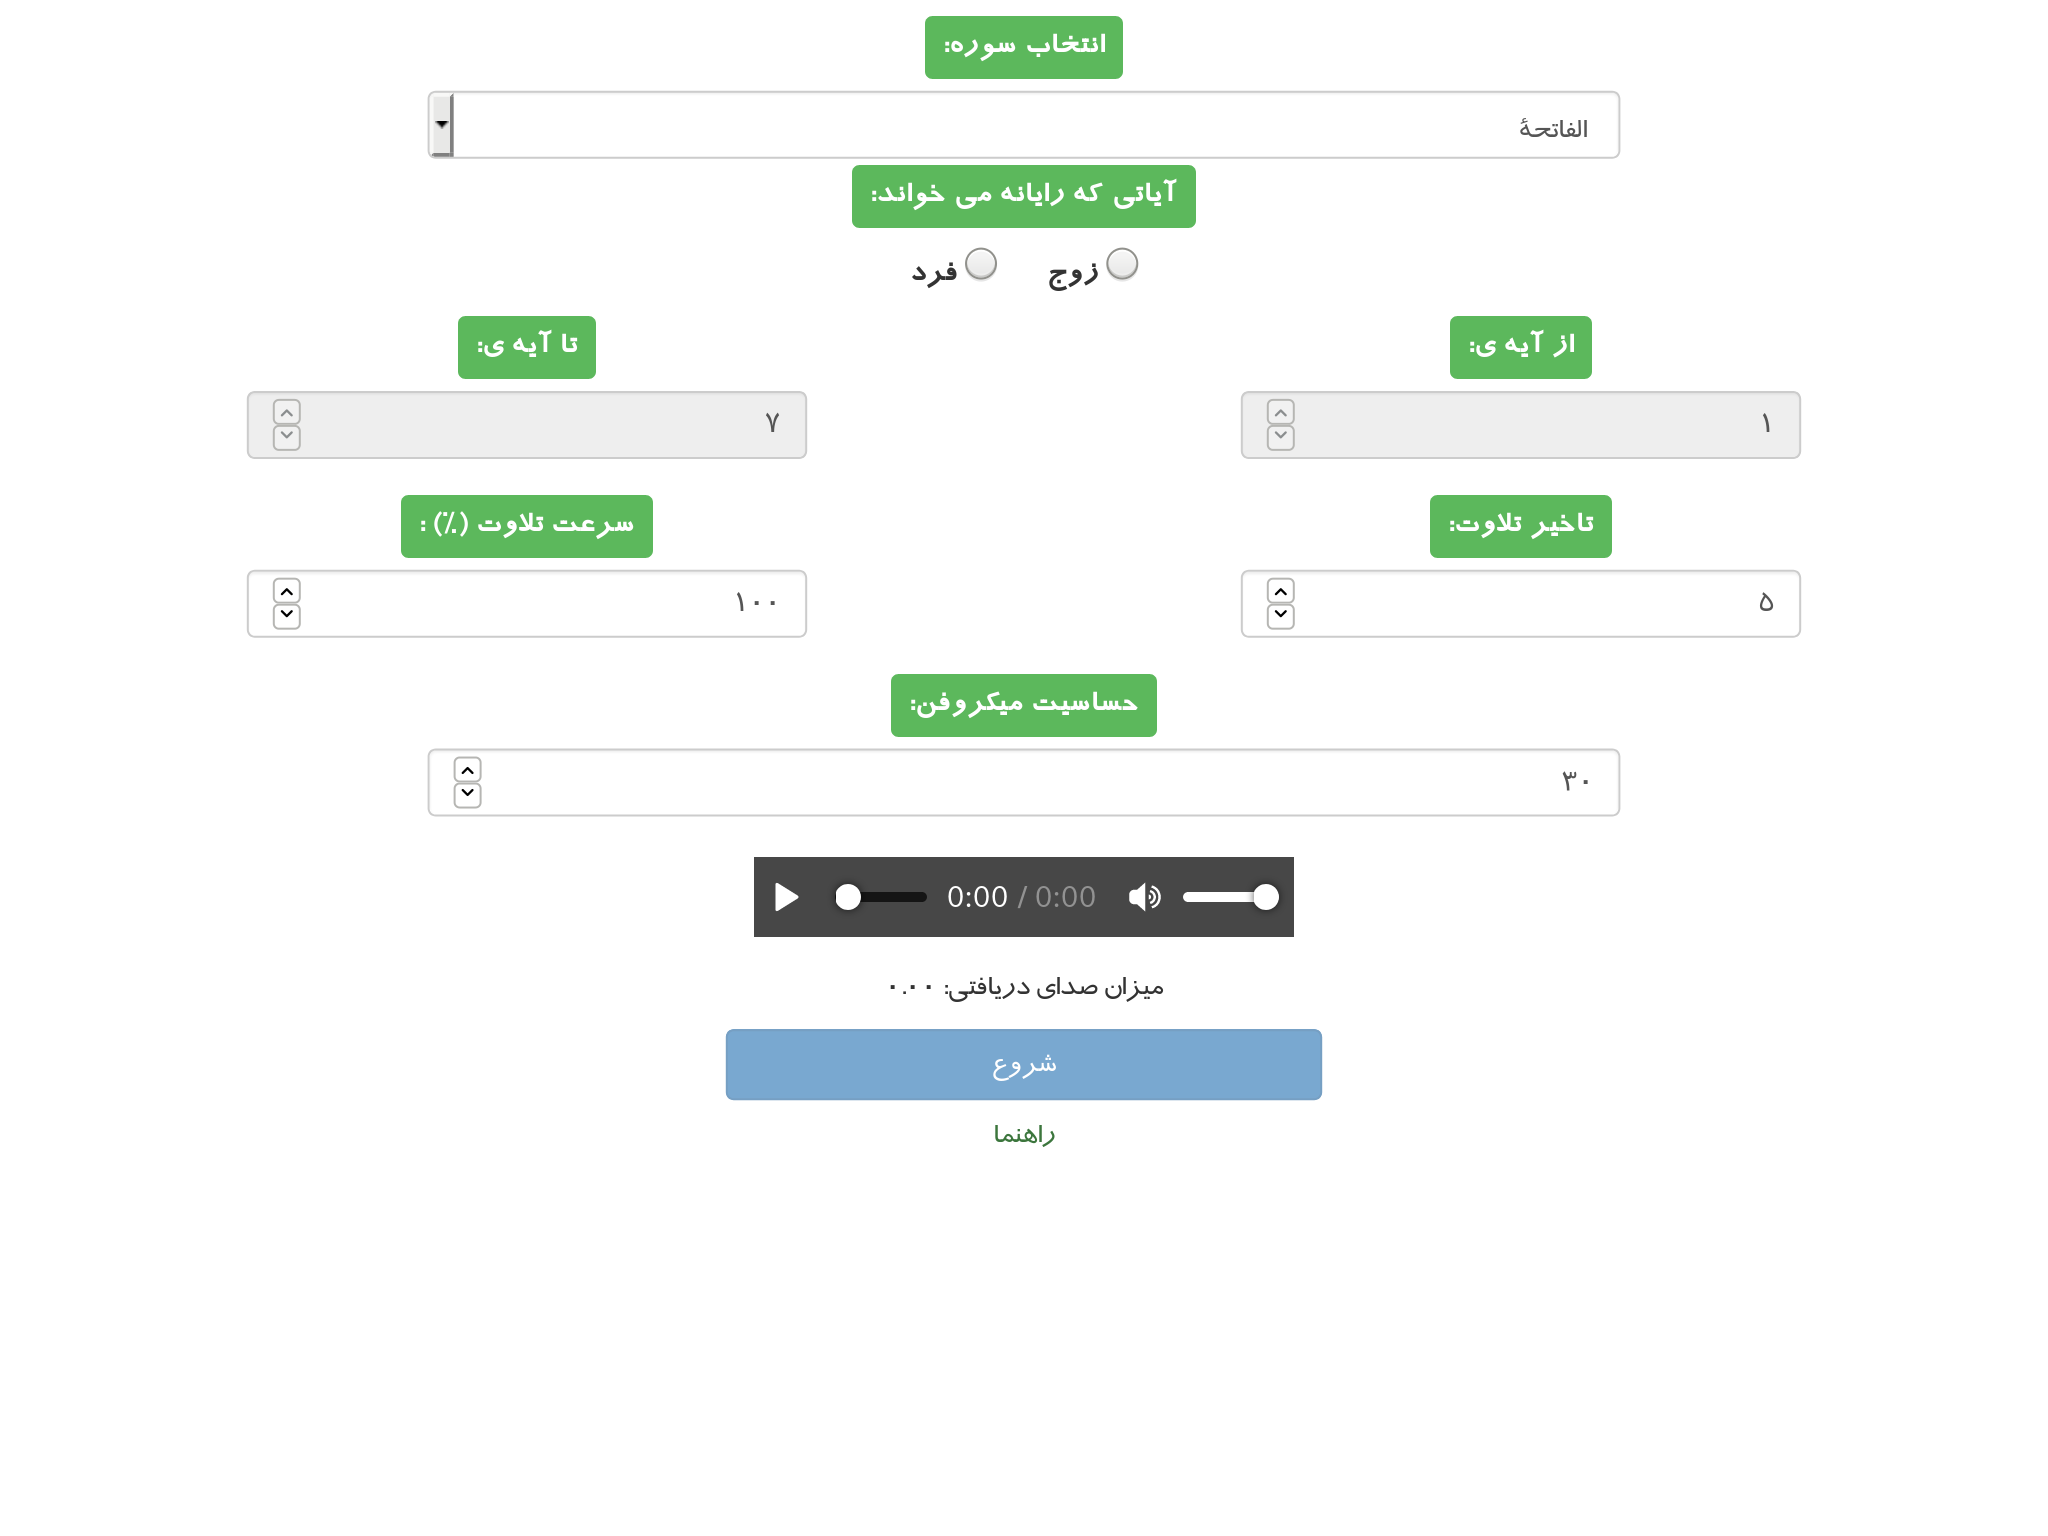 انتخاب سوره:
الفاتحۀ
آیاتی که رایانه می خواند:
زوج فرد
از آیه ی: تا آیه ی:
۱ ۷
تاخیر تلاوت: سرعت تلاوت (٪) :
۵ ۱۰۰
حساسیت میکروفن:
۳۰
0:00 / 0:00
میزان صدای دریافتی: ۰.۰۰
شروع
راهنما